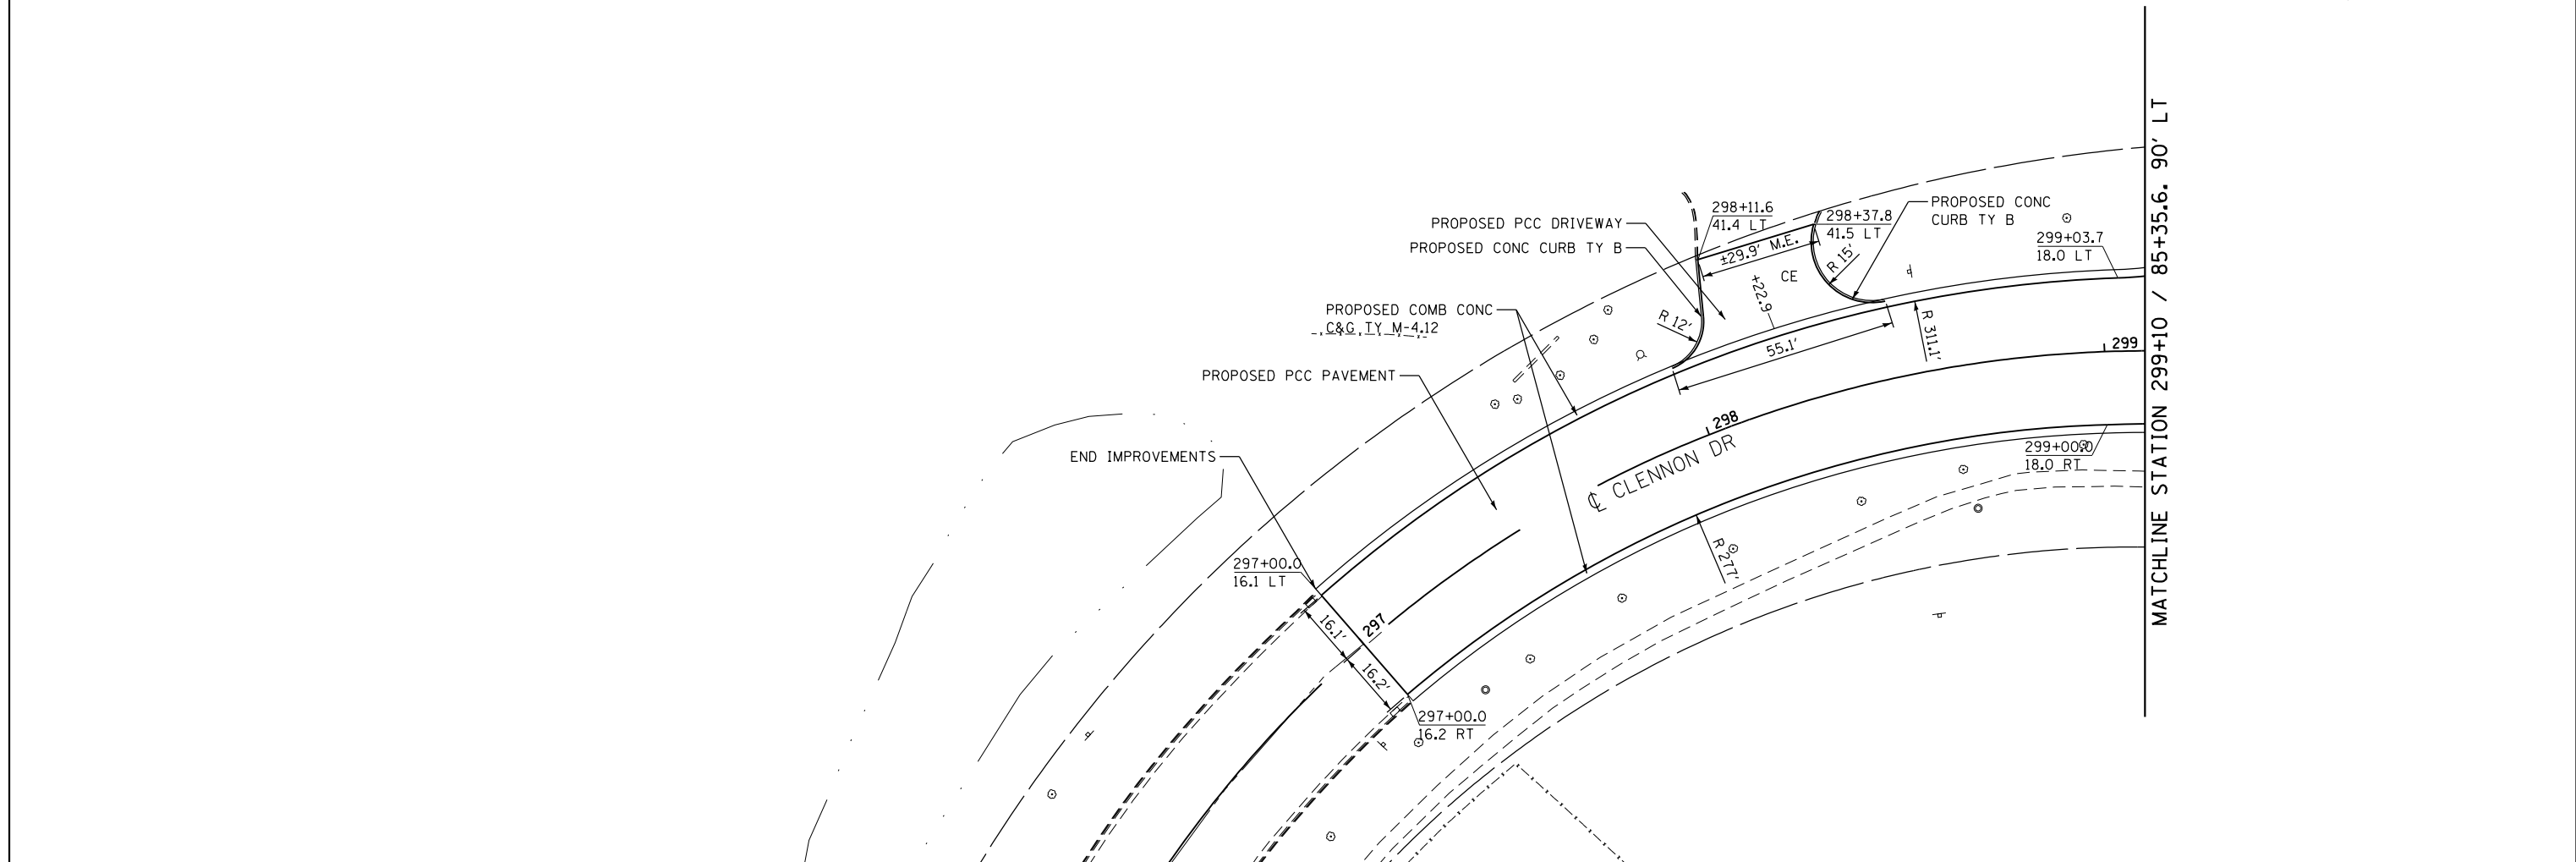 298+11.6
41.4 LT
298+37.8
41.5 LT
PROPOSED CONC
CURB TY B
PROPOSED PCC DRIVEWAY
PROPOSED CONC CURB TY B
±29.9' M.E.
R 15'
CE
±22.9
299+03.7
18.0 LT
PROPOSED COMB CONC
C&G TY M-4.12
R 12'
55.1'
R 311.1'
299
PROPOSED PCC PAVEMENT
298
℄ CLENNON DR
299+00.0
18.0 RT
END IMPROVEMENTS
R 277'
297+00.0
16.1 LT
16.1'
297
16.2'
297+00.0
16.2 RT
MATCHLINE STATION 299+10 / 85+35.6. 90' LT